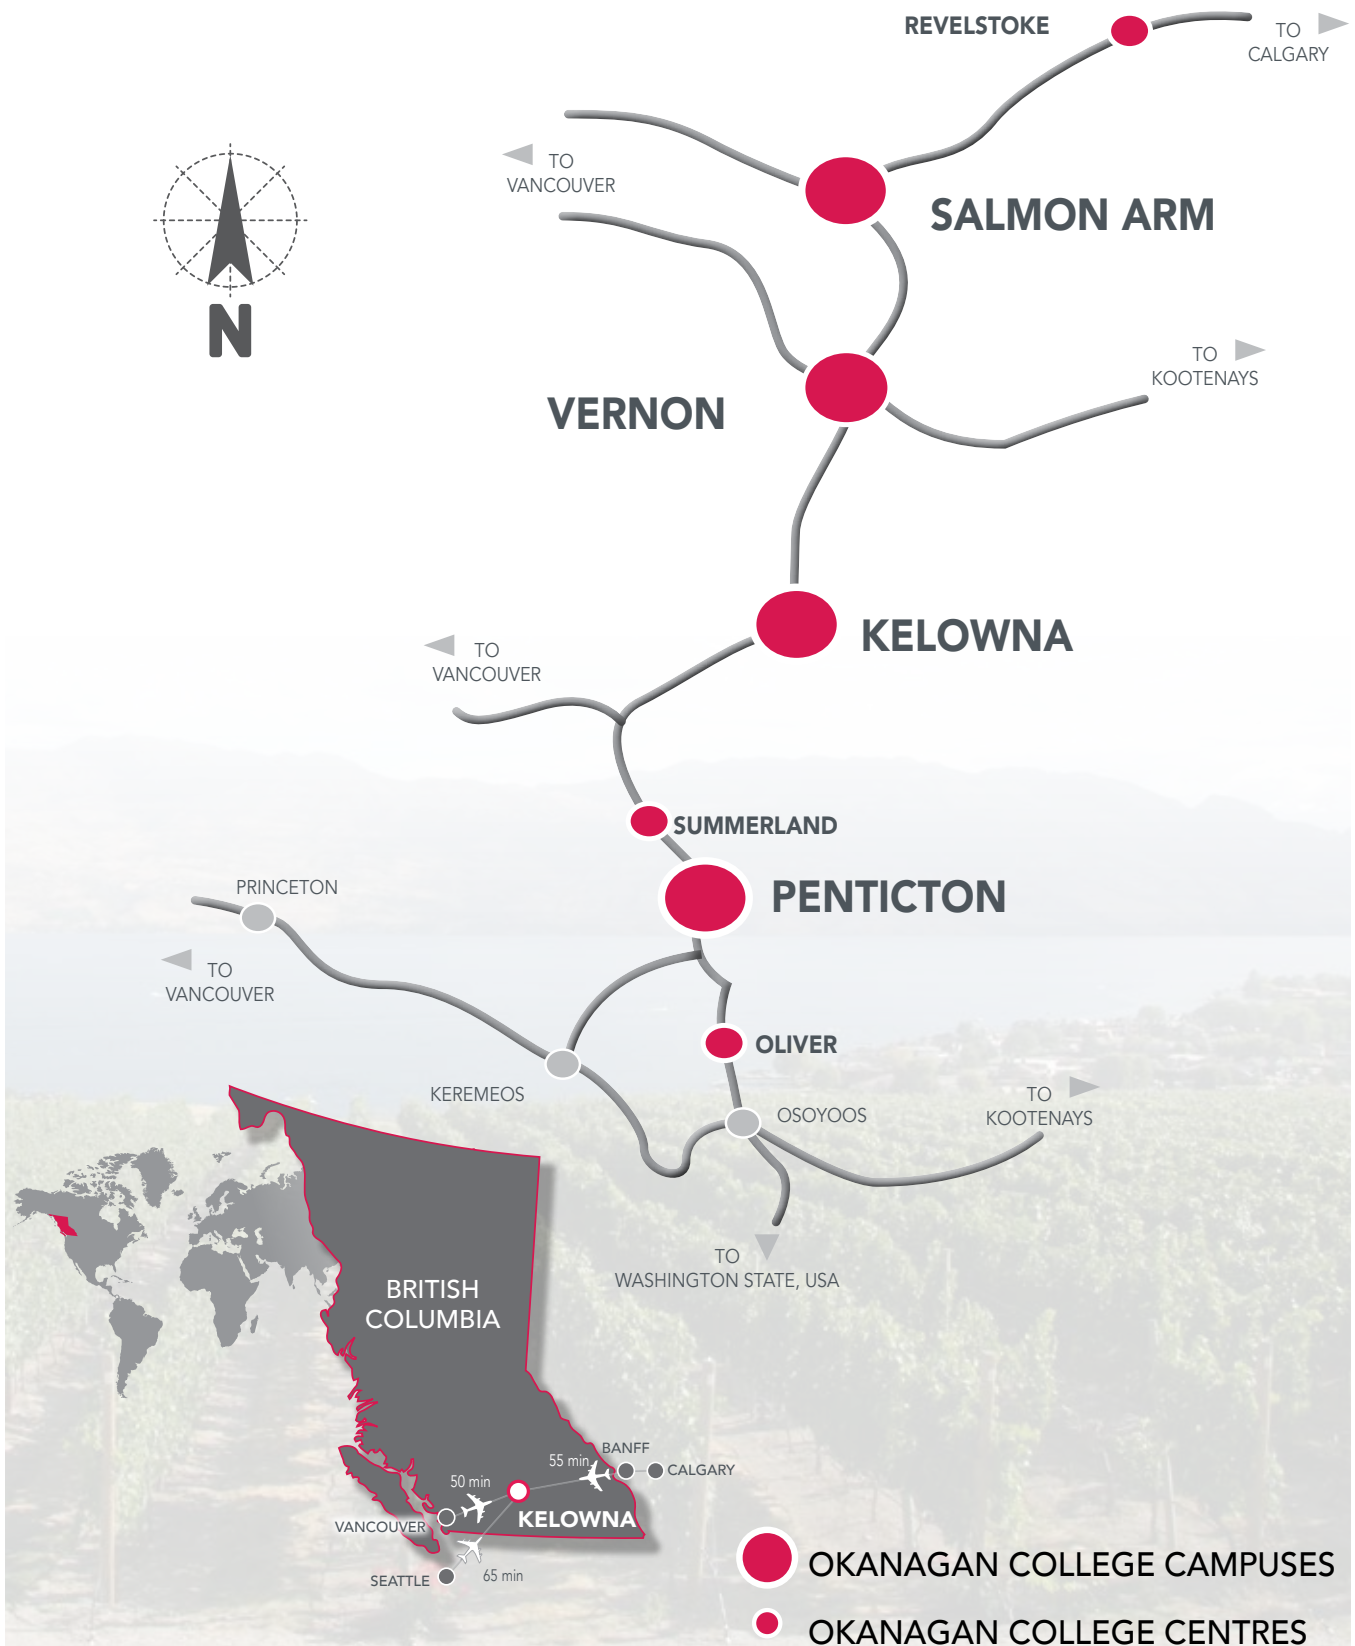 REVELSTOKE
TO
CALGARY
TO
VANCOUVER
SALMON ARM
N
TO
KOOTENAYS
VERNON
KELOWNA
TO
VANCOUVER
SUMMERLAND
PRINCETON
PENTICTON
TO
VANCOUVER
OLIVER
KEREMEOS
TO
KOOTENAYS
OSOYOOS
TO
WASHINGTON STATE, USA
BRITISH
COLUMBIA
BANFF
55 min
CALGARY
50 min
VANCOUVER
KELOWNA
SEATTLE
65 min
OKANAGAN COLLEGE CAMPUSES
OKANAGAN COLLEGE CENTRES